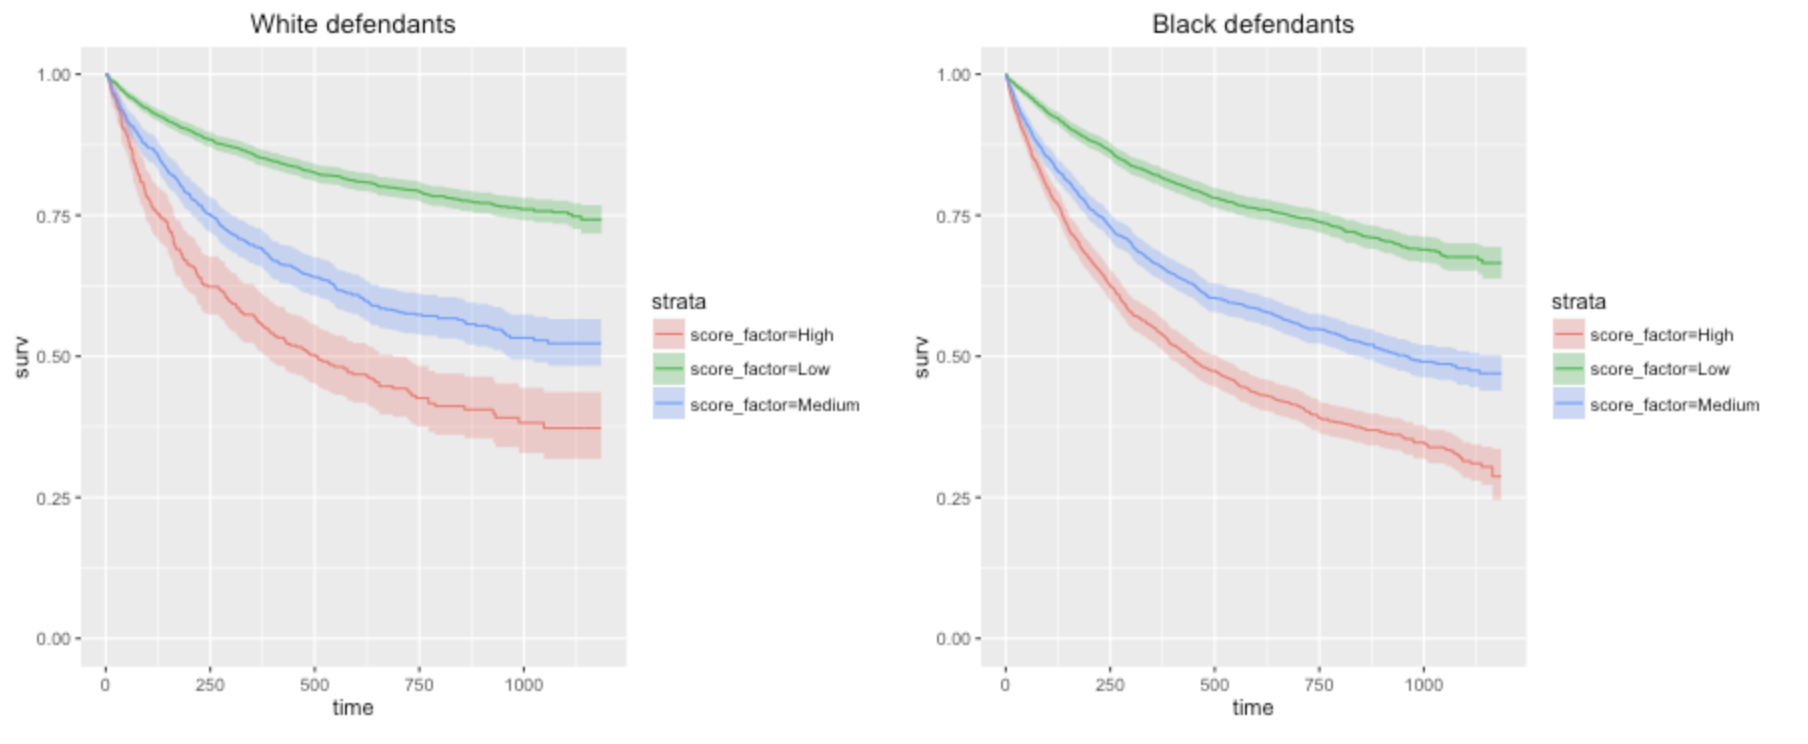 White defendants
1.00
0.75
0.50
0.25
0.00
surv
0 250 500 750 1000
time
strata
score_factor=High
score_factor=Low
score_factor=Medium
Black defendants
1.00
0.75
0.50
0.25
0.00
surv
0 250 500 750 1000
time
strata
score_factor=High
score_factor=Low
score_factor=Medium